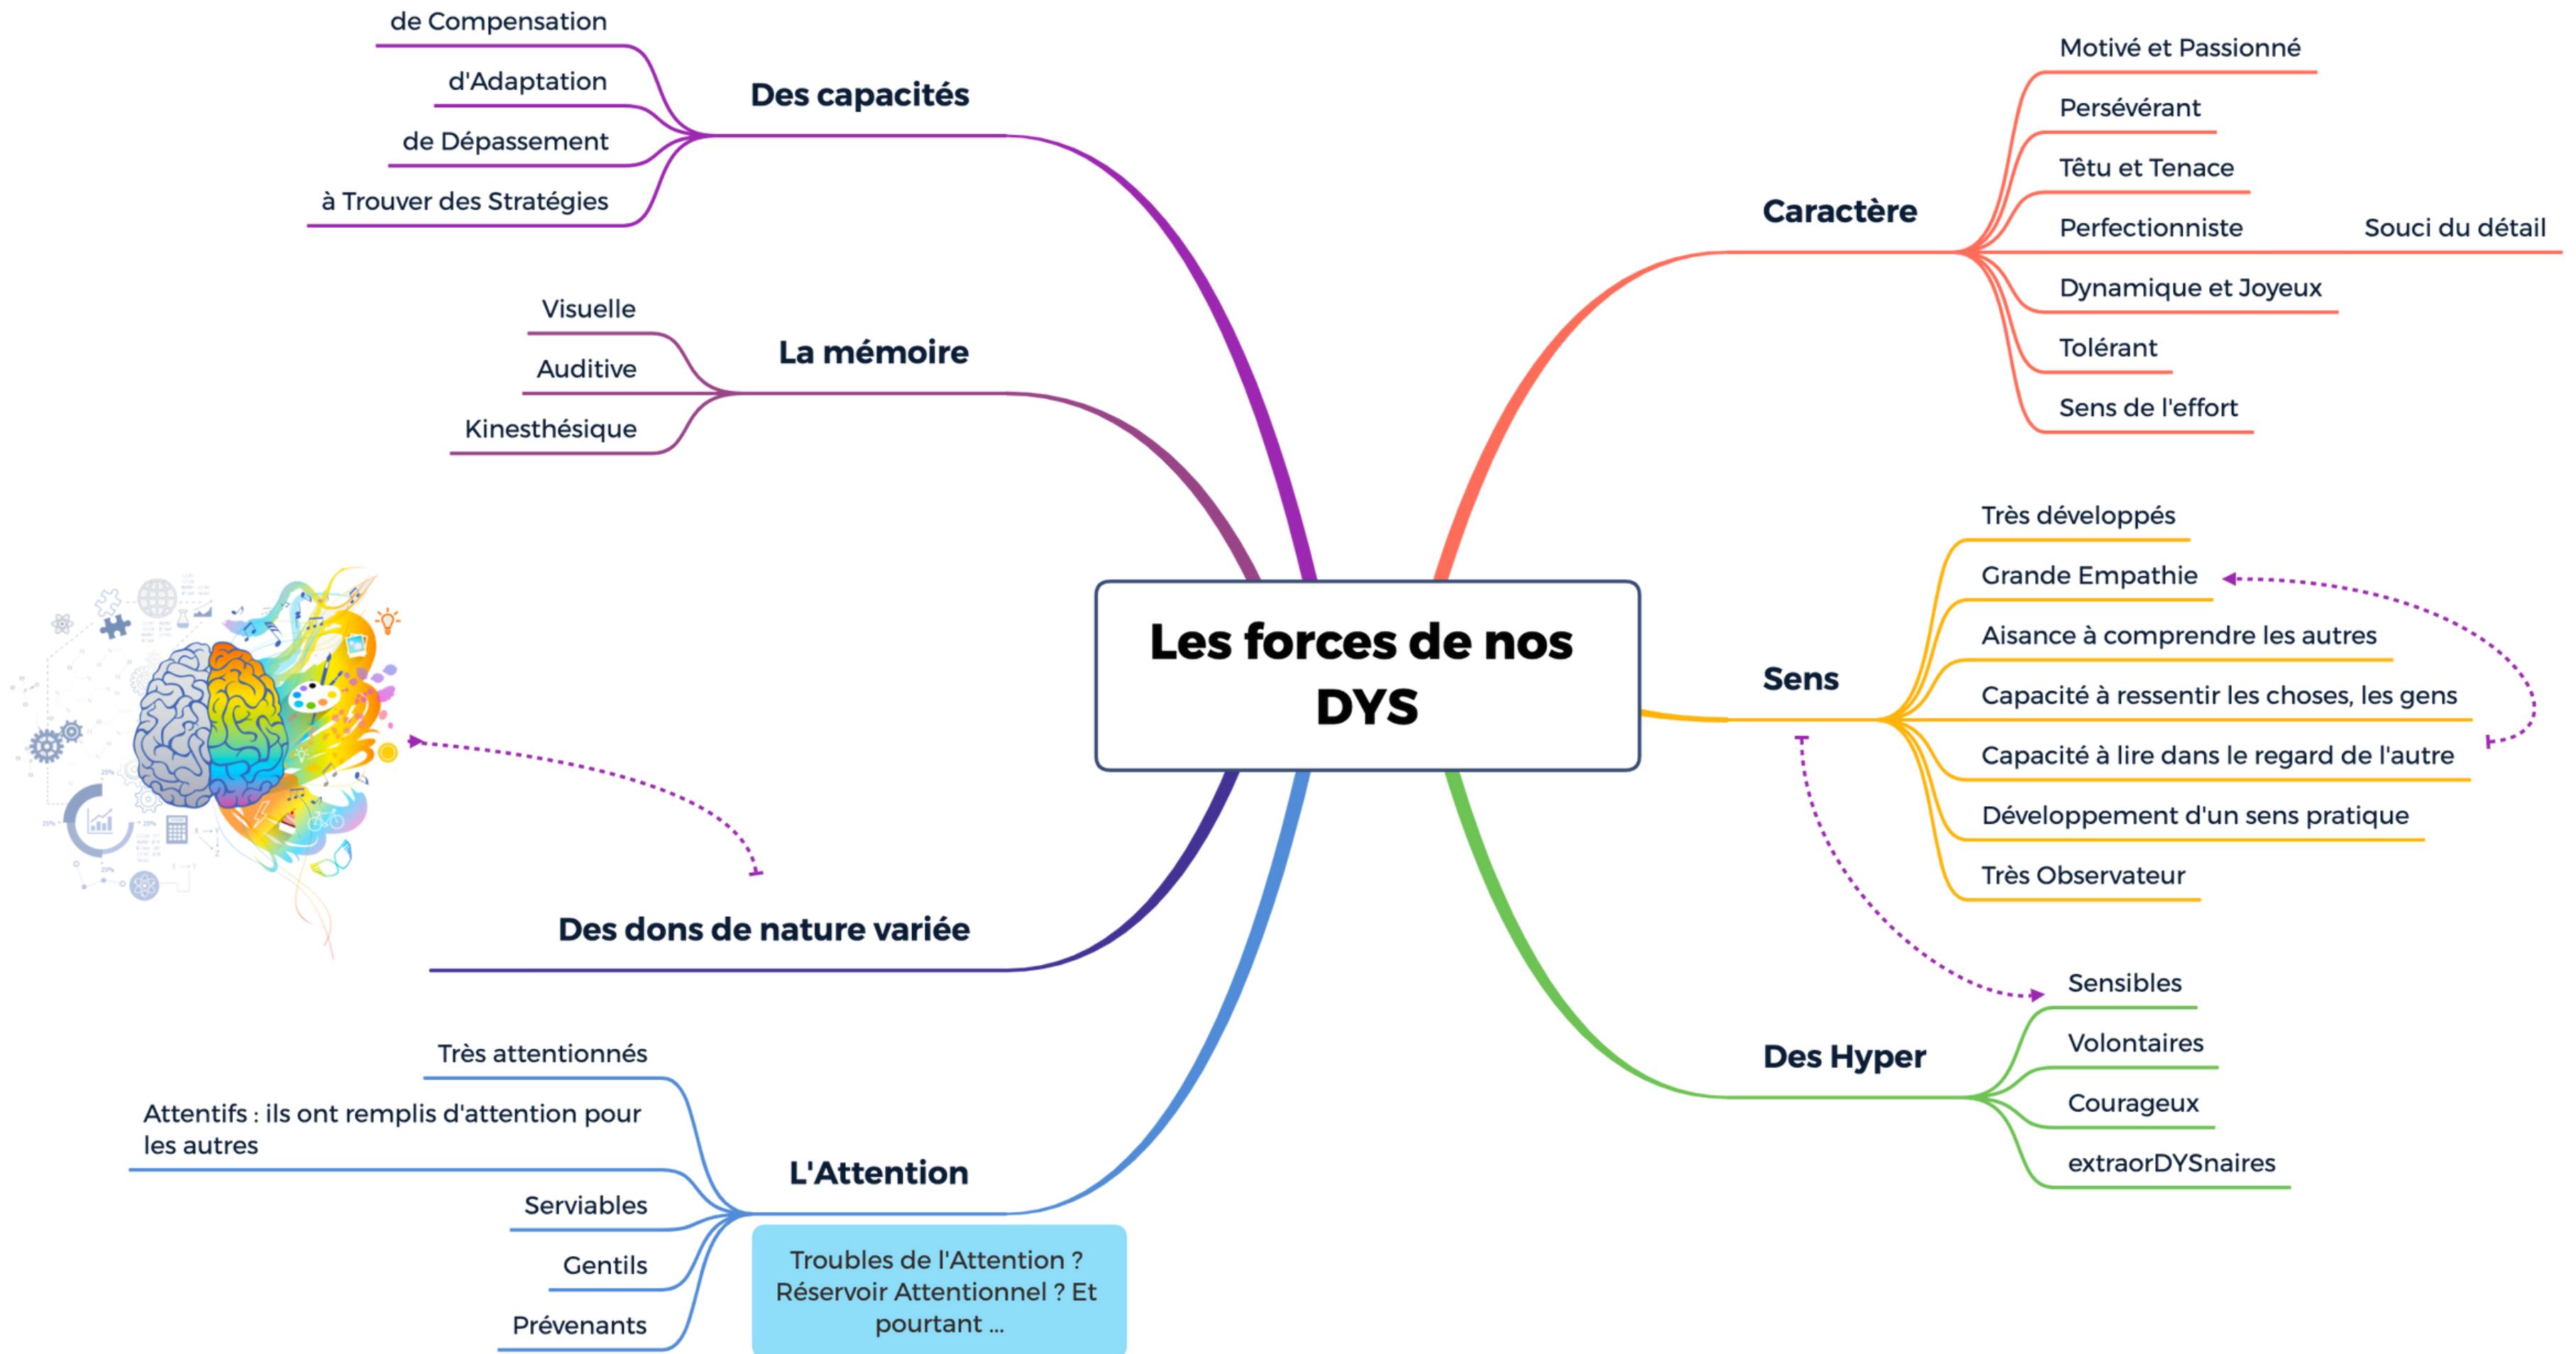 Les forces de nos
DYS
Des capacités
de Compensation
d'Adaptation
de Dépassement
à Trouver des Stratégies
La mémoire
Visuelle
Auditive
Kinesthésique
Des dons de nature variée
25%
25%
25%
25%
L'Attention
Très attentionnés
Attentifs : ils ont remplis d'attention pour
les autres
Serviables
Gentils
Prévenants
Troubles de l'Attention ?
Réservoir Attentionnel ? Et
pourtant ...
Caractère
Motivé et Passionné
Persévérant
Têtu et Tenace
Perfectionniste
Souci du détail
Dynamique et Joyeux
Tolérant
Sens de l'effort
Sens
Très développés
Grande Empathie
Aisance à comprendre les autres
Capacité à ressentir les choses, les gens
Capacité à lire dans le regard de l'autre
Développement d'un sens pratique
Très Observateur
Des Hyper
Sensibles
Volontaires
Courageux
extraorDYSnaires